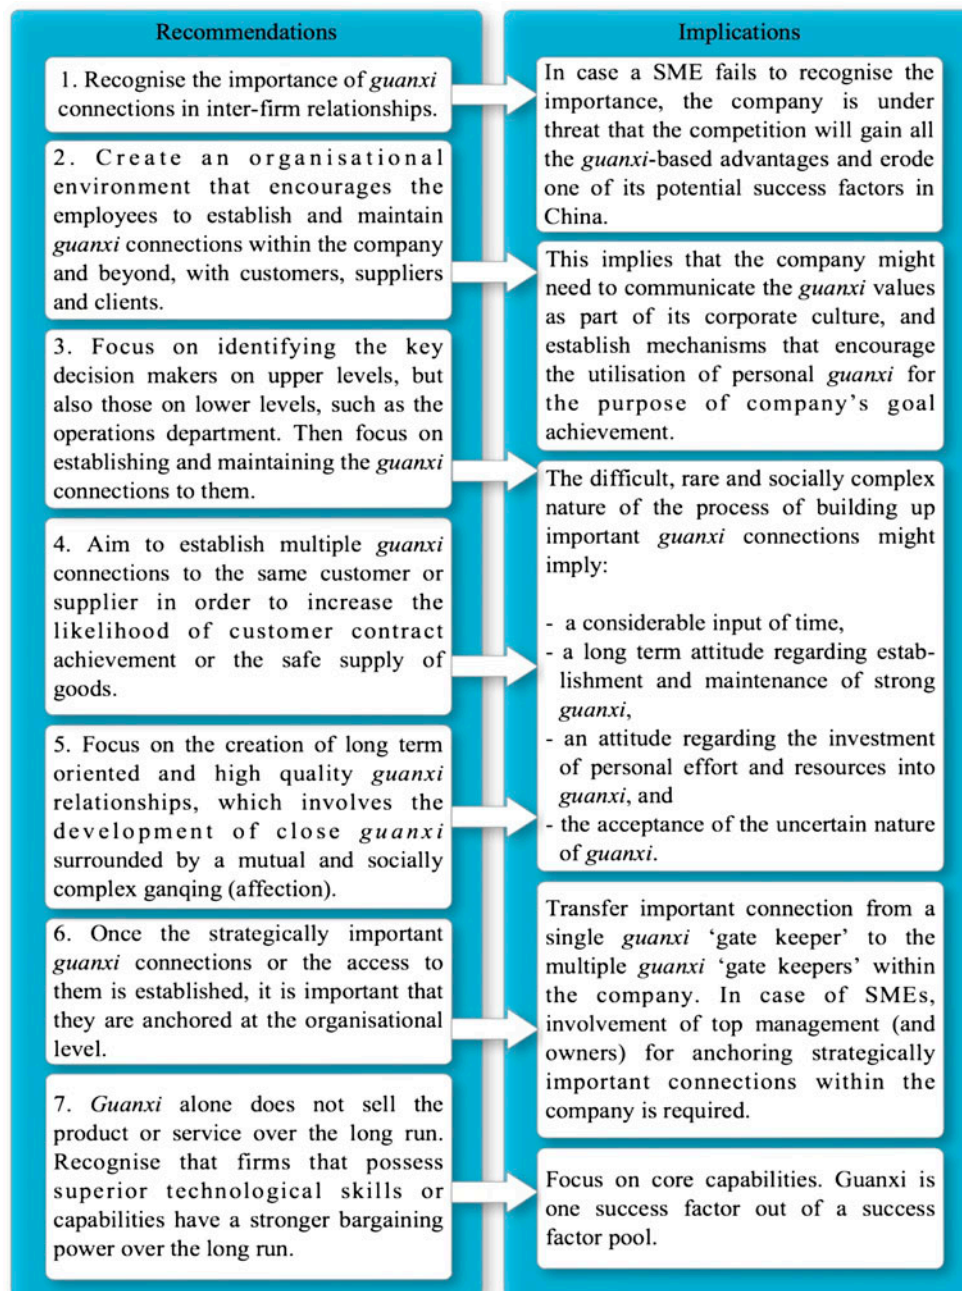 Recommendations
1. Recognise the importance of guanxi
connections in inter-firm relationships.
2. Create an organisational
environment that encourages the
employees to establish and maintain
guanxi connections within the company
and beyond, with customers, suppliers
and clients.
3. Focus on identifying the key
decision makers on upper levels, but
also those on lower levels, such as the
operations department. Then focus on
establishing and maintaining the guanxi
connections to them.
4. Aim to establish multiple guanxi
connections to the same customer or
supplier in order to increase the
likelihood of customer contract
achievement or the safe supply of
goods.
5. Focus on the creation of long term
oriented and high quality guanxi
relationships, which involves the
development of close guanxi
surrounded by a mutual and socially
complex ganqing (affection).
6. Once the strategically important
guanxi connections or the access to
them is established, it is important that
they are anchored at the organisational
level.
7. Guanxi alone does not sell the
product or service over the long run.
Recognise that firms that possess
superior technological skills or
capabilities have a stronger bargaining
power over the long run.
Implications
In case a SME fails to recognise the
importance, the company is under
threat that the competition will gain all
the guanxi-based advantages and erode
one of its potential success factors in
China.
This implies that the company might
need to communicate the guanxi values
as part of its corporate culture, and
establish mechanisms that encourage
the utilisation of personal guanxi for
the purpose of company's goal
achievement.
The difficult, rare and socially complex
nature of the process of building up
important guanxi connections might
imply:
- a considerable input of time,
- a long term attitude regarding estab-
lishment and maintenance of strong
guanxi,
- an attitude regarding the investment
of personal effort and resources into
guanxi, and
- the acceptance of the uncertain nature
of guanxi.
Transfer important connection from a
single guanxi 'gate keeper' to the
multiple guanxi 'gate keepers' within
the company. In case of SMEs,
involvement of top management (and
owners) for anchoring strategically
important connections within the
company is required.
Focus on core capabilities. Guanxi is
one success factor out of a success
factor pool.